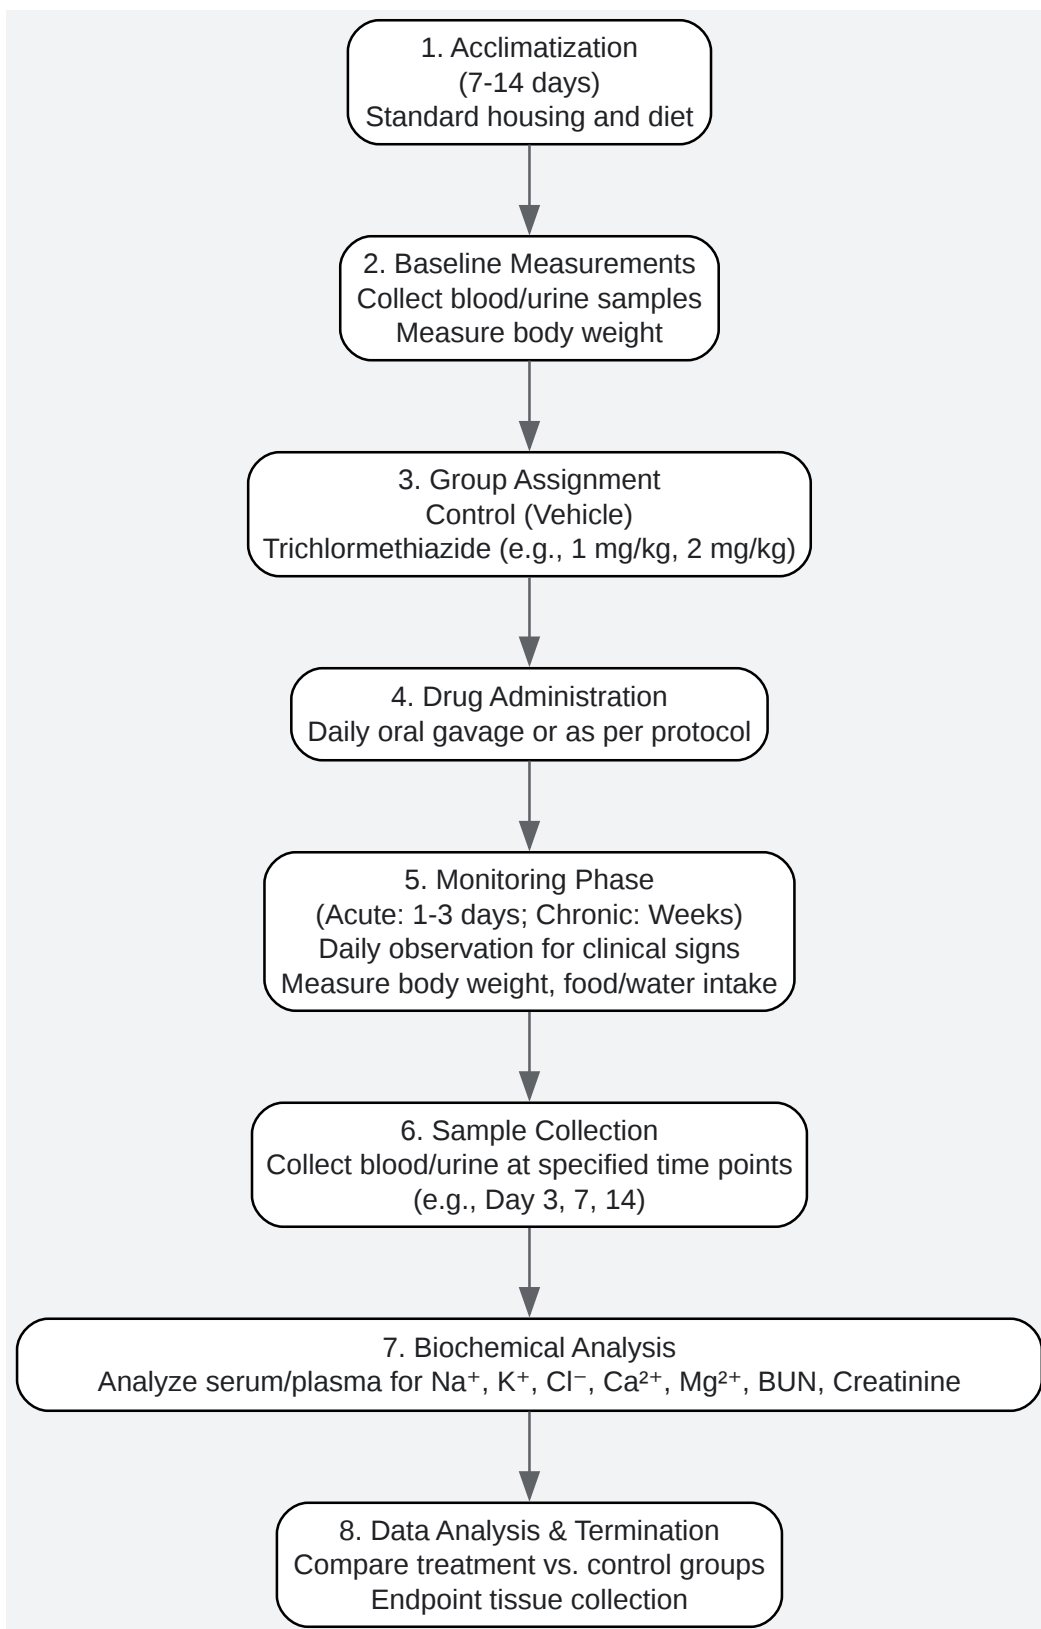 1. Acclimatization
(7-14 days)
Standard housing and diet
2. Baseline Measurements
Collect blood/urine samples
Measure body weight
3. Group Assignment
Control (Vehicle)
Trichlormethiazide (e.g., 1 mg/kg, 2 mg/kg)
4. Drug Administration
Daily oral gavage or as per protocol
5. Monitoring Phase
(Acute: 1-3 days; Chronic: Weeks)
Daily observation for clinical signs
Measure body weight, food/water intake
6. Sample Collection
Collect blood/urine at specified time points
(e.g., Day 3, 7, 14)
7. Biochemical Analysis
Analyze serum/plasma for Na⁺, K⁺, Cl⁻, Ca²⁺, Mg²⁺, BUN, Creatinine
8. Data Analysis & Termination
Compare treatment vs. control groups
Endpoint tissue collection